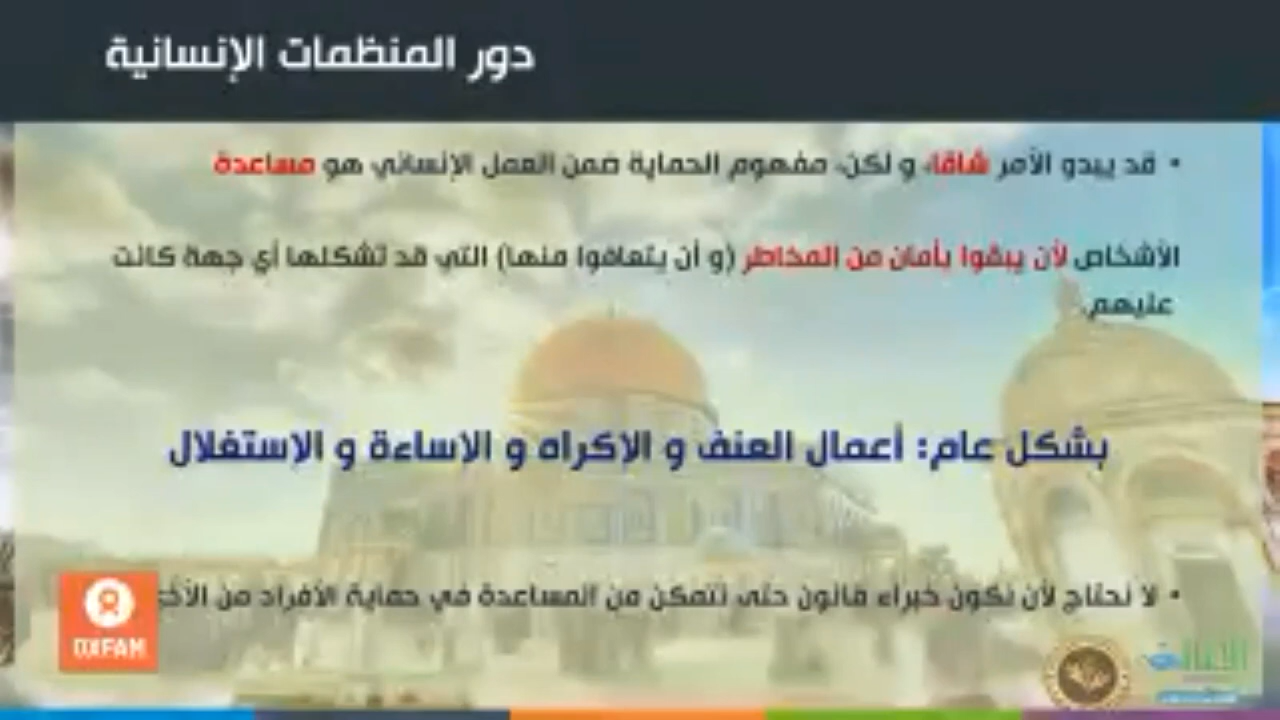 دور المنظمات الإنسانية
• قد يبدو الأمر شاقا، و لكن، مفهوم الحماية ضمن العمل الإنساني هو مساعدة
الأشخاص لأن يبقوا بأمان من المخاطر (و أن يتعافوا منها) التي قد تشكلها أي جهة كانت
عليهم.
بشكل عام: أعمال العنف و الاكراه و الاساءة و الاستغلال
• لا نحتاج لأن نكون خبراء قانون حتى نتمكن من المساعدة في حماية الأفراد من
OXFAM